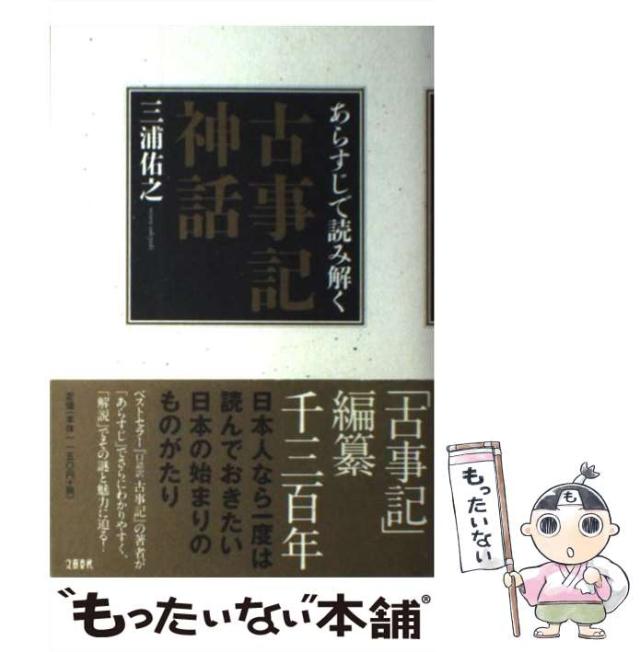 あらすじで読み解く
古事記
神話
三浦佑之
「古事記」
編纂
千三百年
日本人なら一度は
読んでおきたい
日本の始まりの
ものがたり
ベストセラー『口語訳 古事記』の著者が
「あらすじ」でさらにわかりやすく、
「解説」でその謎と魅力に迫る!
文藝春秋
もったいない
も
“もったいない”本舗®